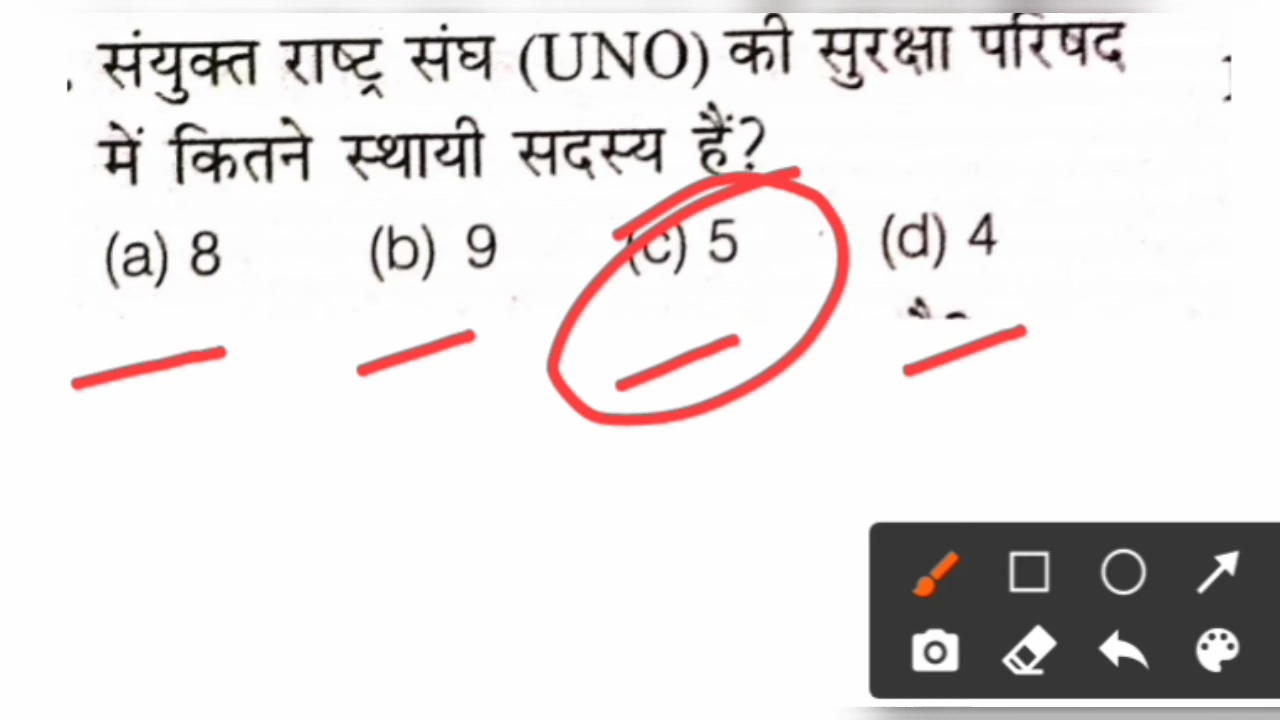 संयुक्त राष्ट्र संघ (UNO) की सुरक्षा परिषद
में कितने स्थायी सदस्य हैं?
(a) 8 (b) 9 (c) 5 (d) 4